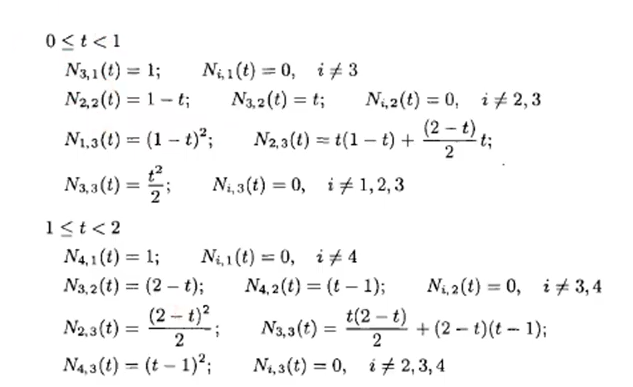 0 ≤ t < 1
N₃,₁(t) = 1; Nᵢ,₁(t) = 0, i ≠ 3
N₂,₂(t) = 1 − t; N₃,₂(t) = t; Nᵢ,₂(t) = 0, i ≠ 2, 3
N₁,₃(t) = (1 − t)²; N₂,₃(t) = t(1 − t) + (2 − t)/2 t;
N₃,₃(t) = t²/2; Nᵢ,₃(t) = 0, i ≠ 1, 2, 3
1 ≤ t < 2
N₄,₁(t) = 1; Nᵢ,₁(t) = 0, i ≠ 4
N₃,₂(t) = (2 − t); N₄,₂(t) = (t − 1); Nᵢ,₂(t) = 0, i ≠ 3, 4
N₂,₃(t) = (2 − t)²/2; N₃,₃(t) = t(2 − t)/2 + (2 − t)(t − 1);
N₄,₃(t) = (t − 1)²; Nᵢ,₃(t) = 0, i ≠ 2, 3, 4